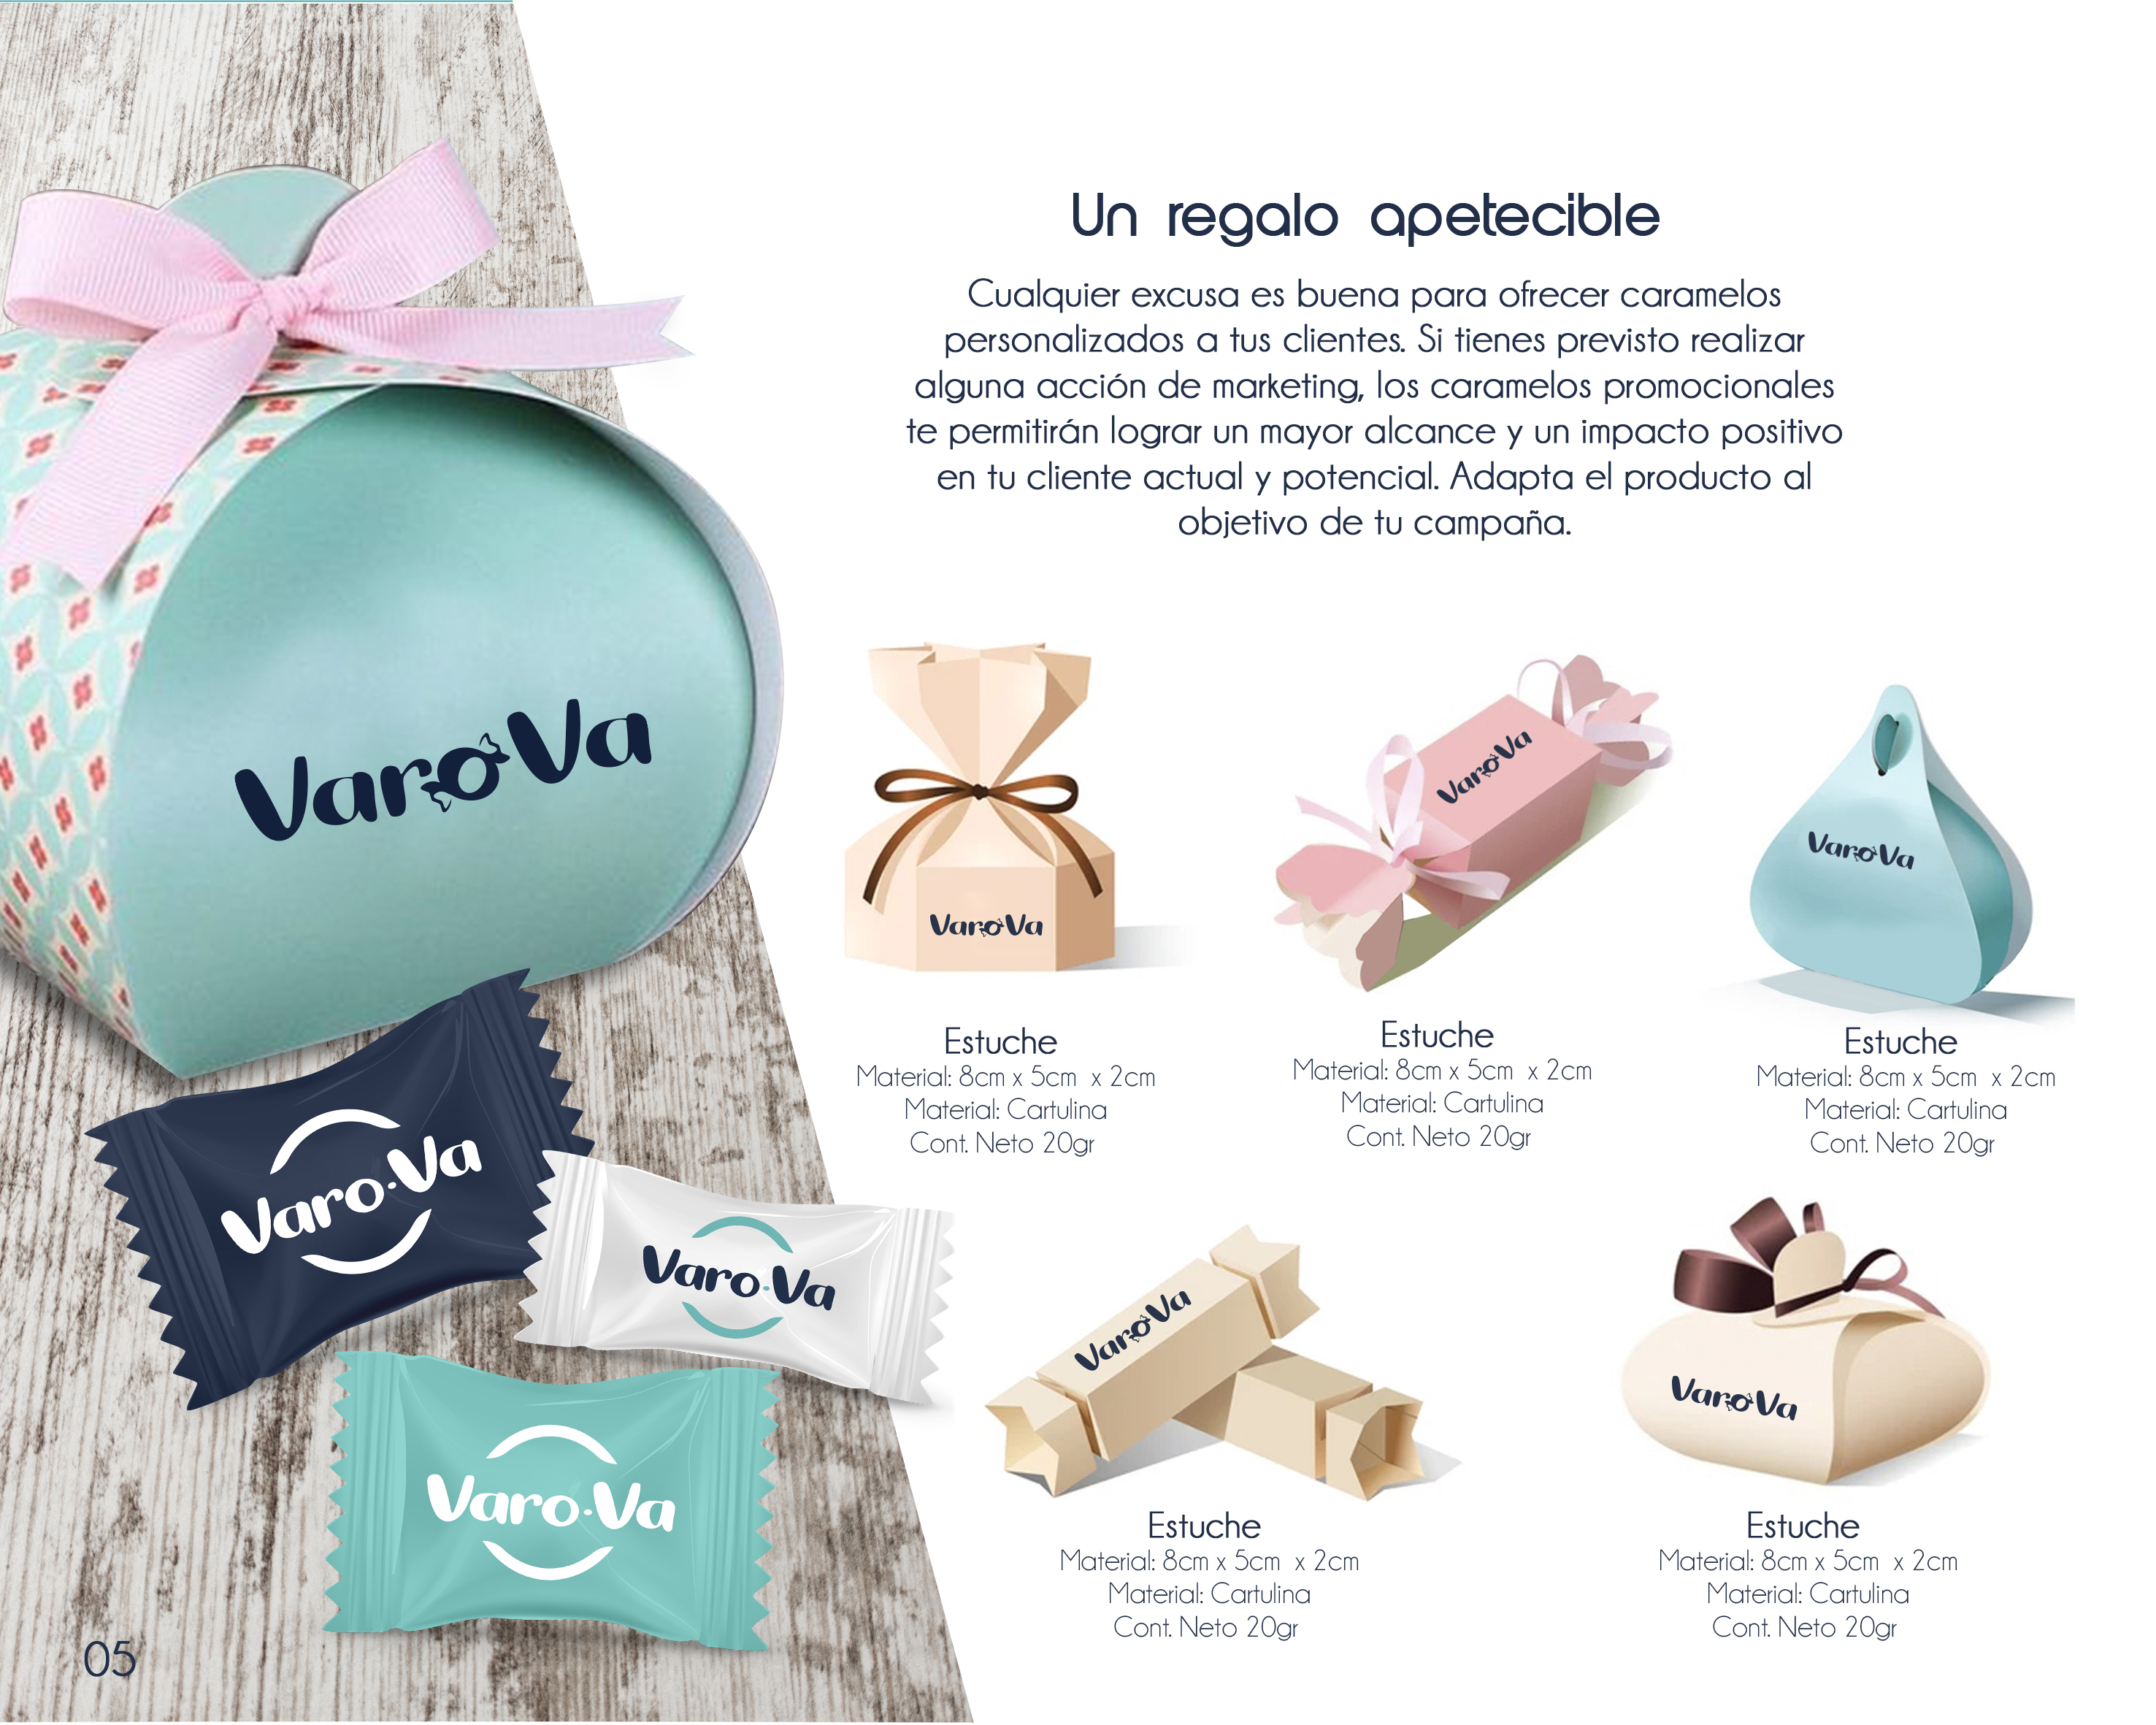 Un regalo apetecible
Cualquier excusa es buena para ofrecer caramelos
personalizados a tus clientes. Si tienes previsto realizar
alguna acción de marketing, los caramelos promocionales
te permitirán lograr un mayor alcance y un impacto positivo
en tu cliente actual y potencial. Adapta el producto al
objetivo de tu campaña.
VaroVa
VaroVa
VaroVa
VaroVa
Estuche
Material: 8cm x 5cm x 2cm
Material: Cartulina
Cont. Neto 20gr
Estuche
Material: 8cm x 5cm x 2cm
Material: Cartulina
Cont. Neto 20gr
Estuche
Material: 8cm x 5cm x 2cm
Material: Cartulina
Cont. Neto 20gr
Varo·Va
Varo·Va
Varo·Va
VaroVa
VaroVa
Estuche
Material: 8cm x 5cm x 2cm
Material: Cartulina
Cont. Neto 20gr
Estuche
Material: 8cm x 5cm x 2cm
Material: Cartulina
Cont. Neto 20gr
05